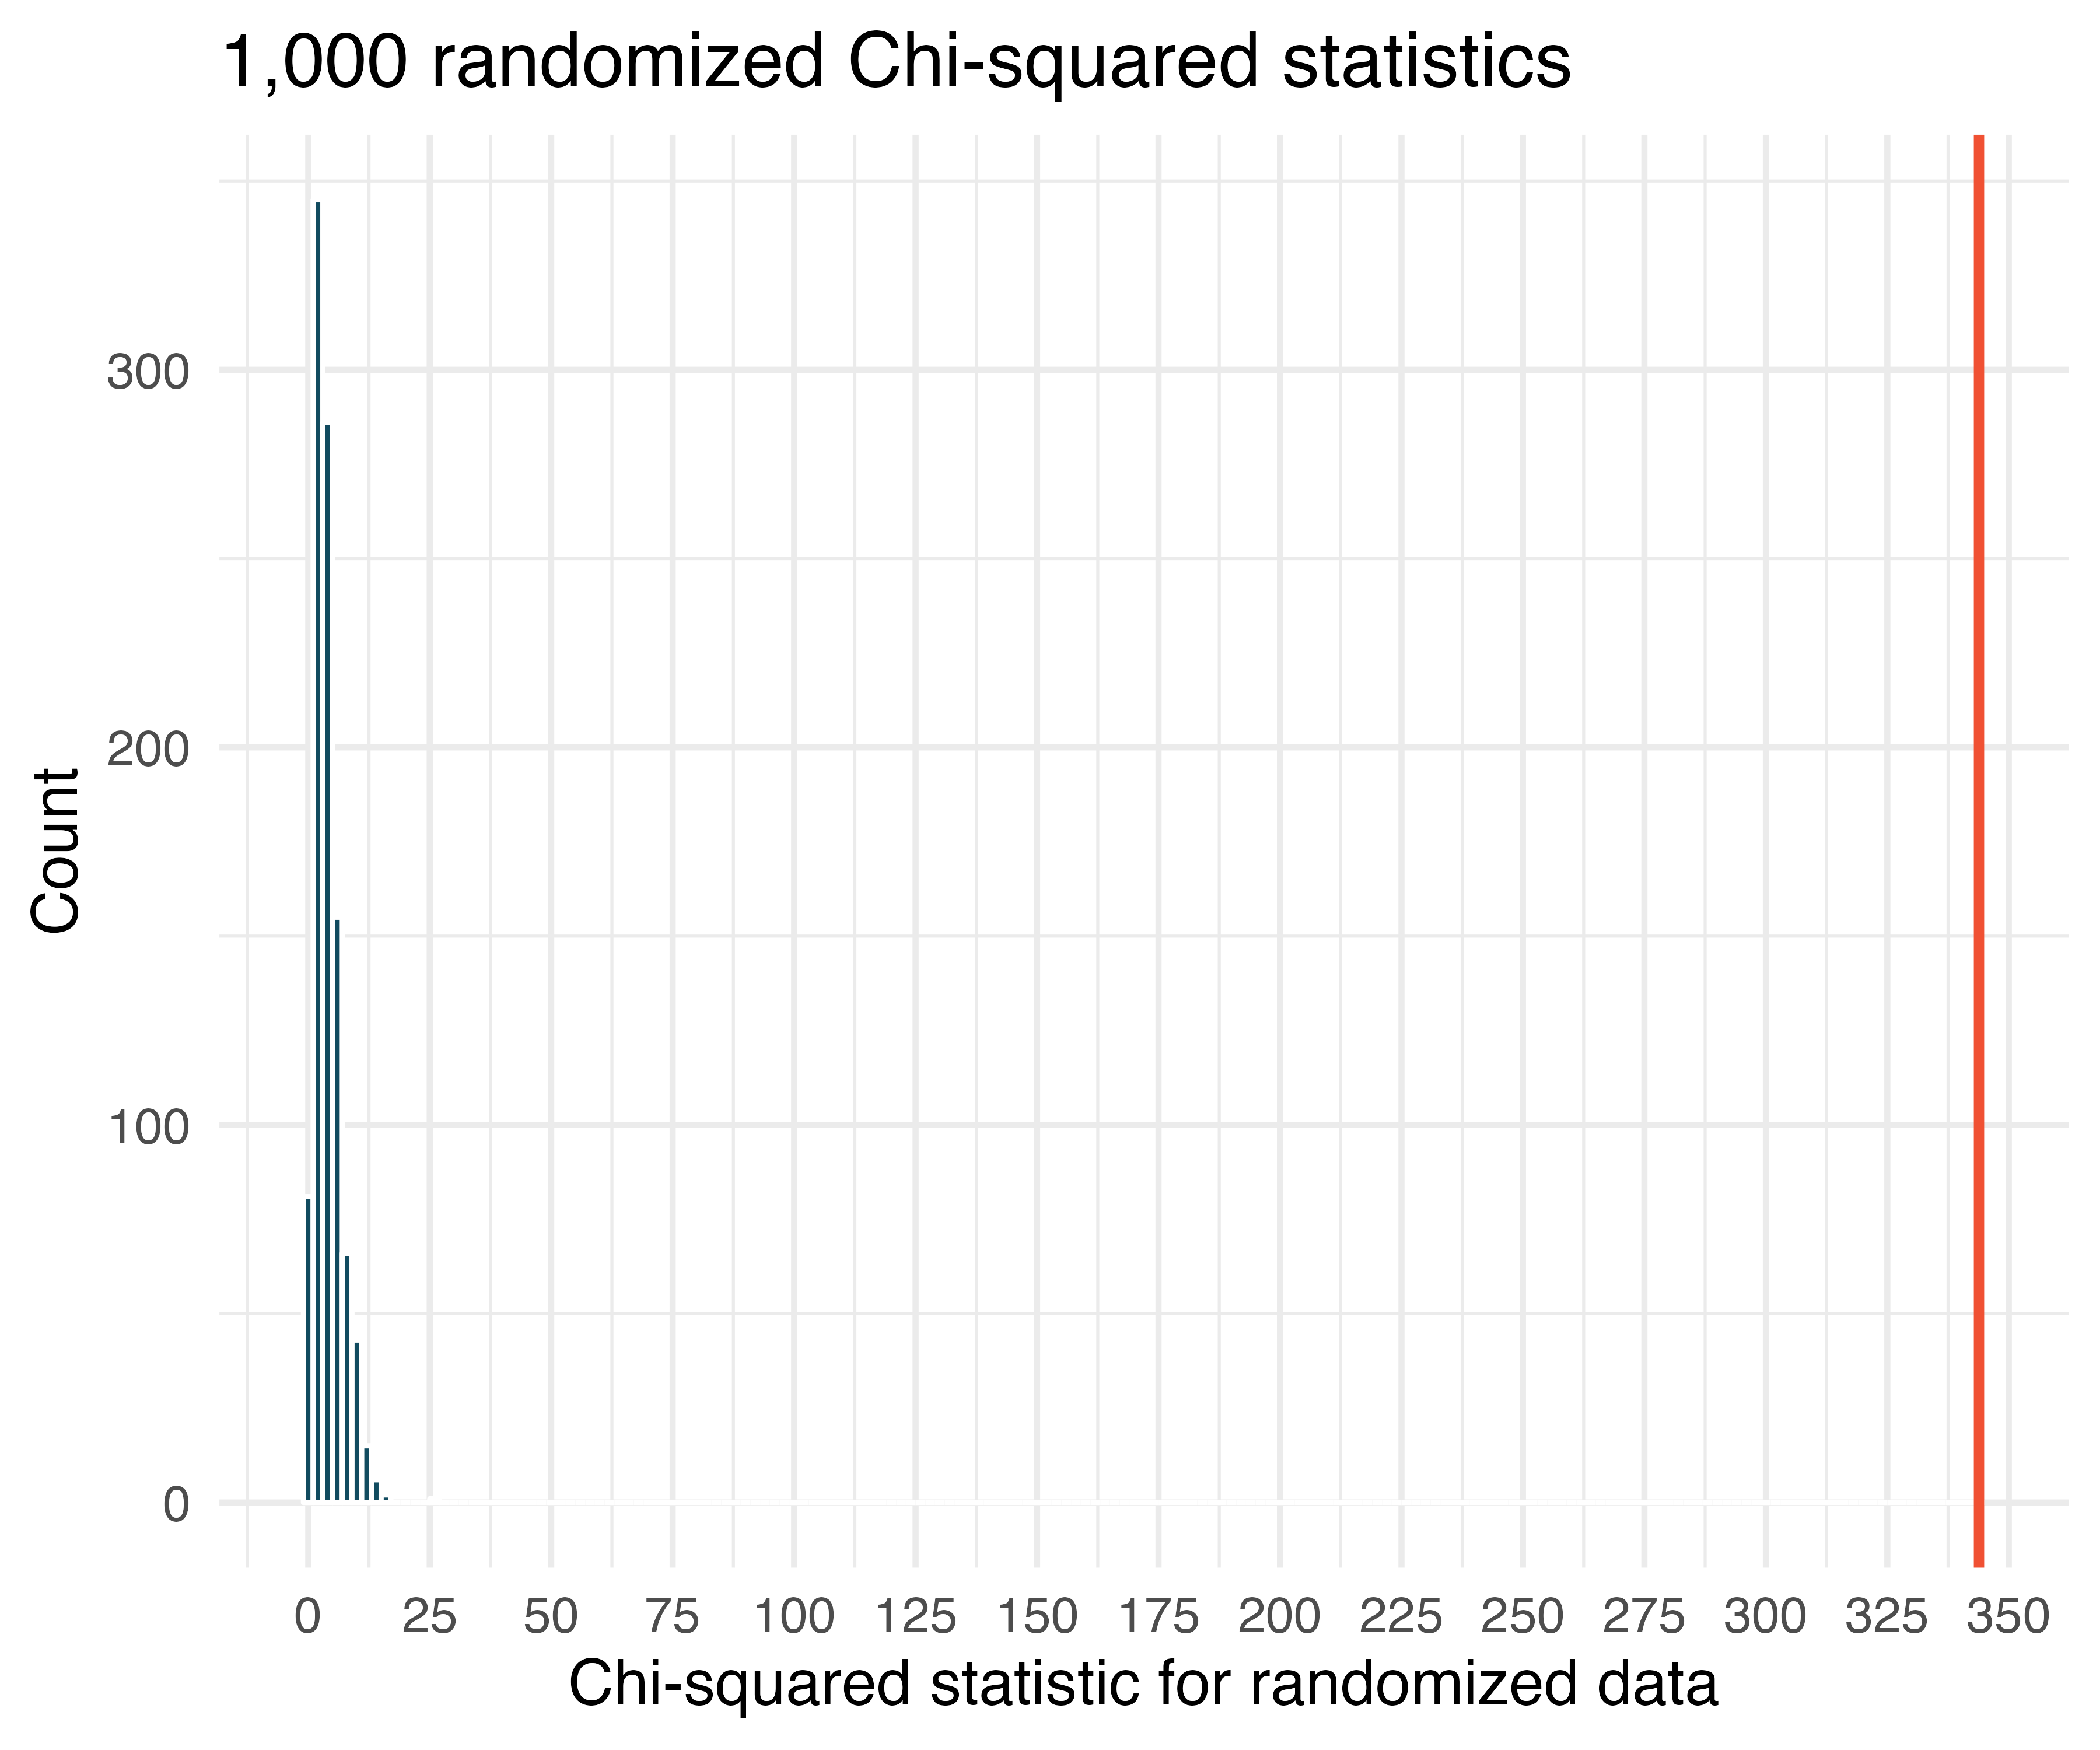 1,000 randomized Chi-squared statistics
300
200
100
0
Count
0 25 50 75 100 125 150 175 200 225 250 275 300 325 350
Chi-squared statistic for randomized data